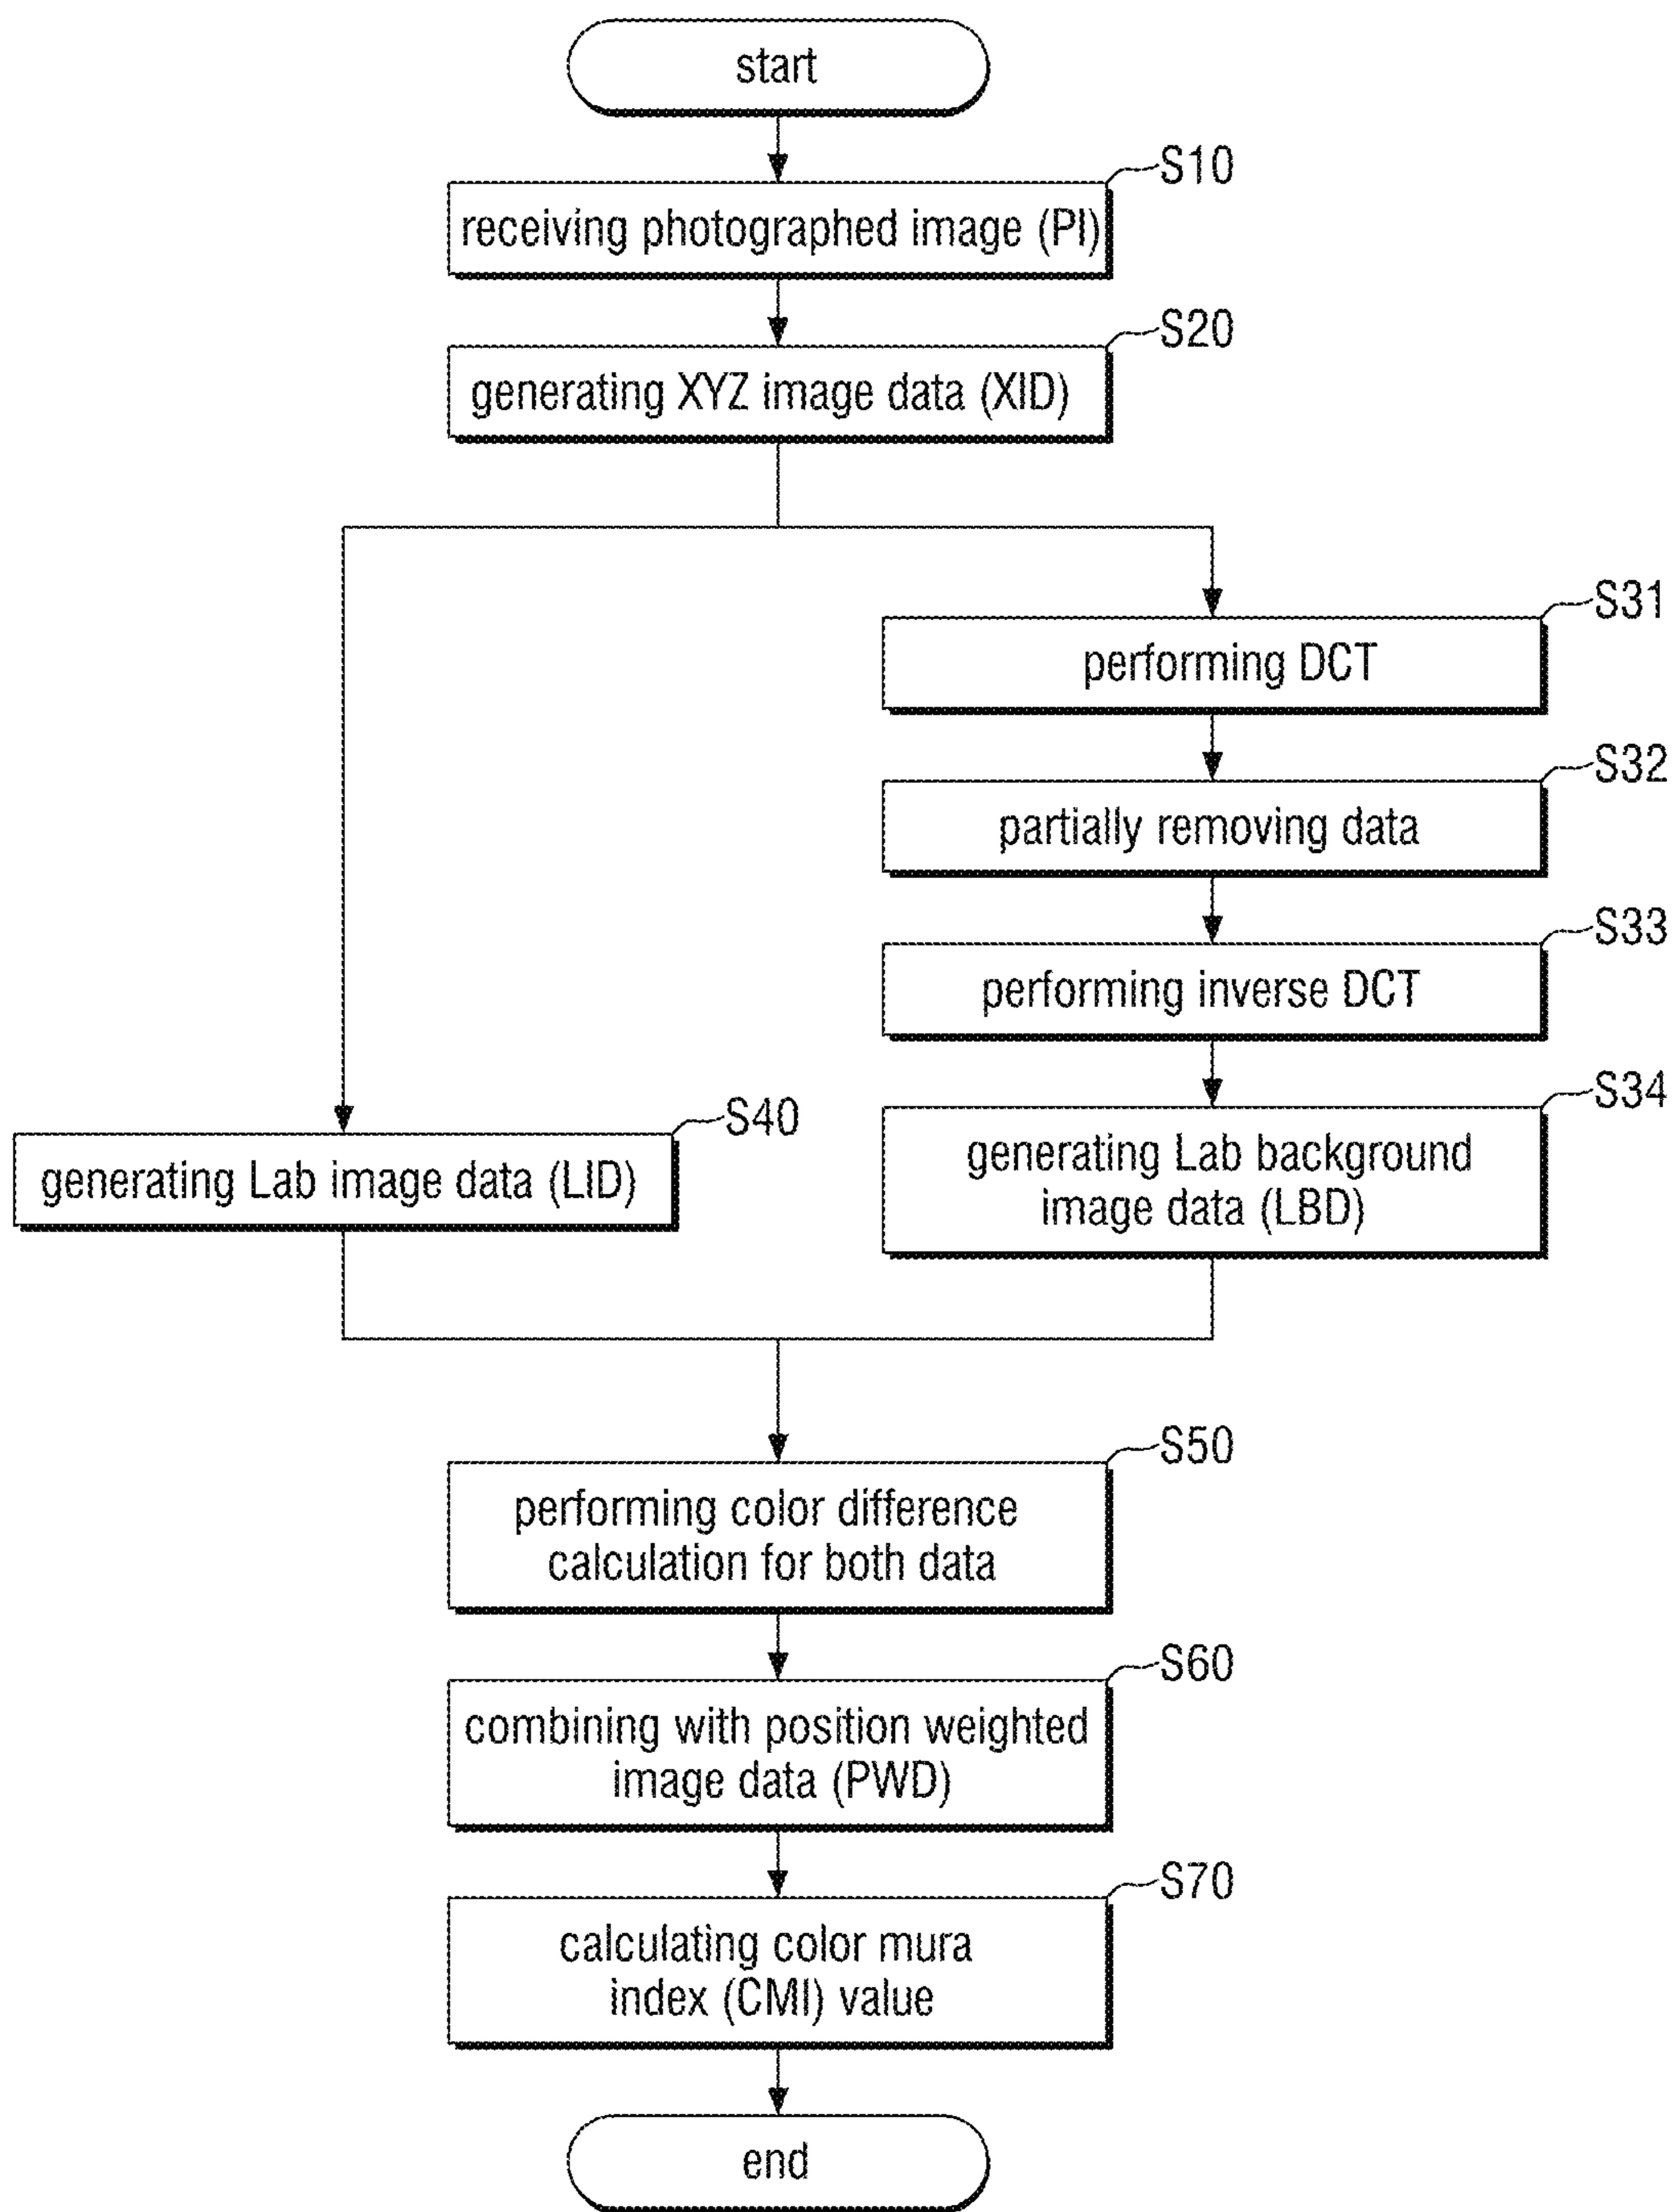 start
S10
receiving photographed image (PI)
S20
generating XYZ image data (XID)
S31
performing DCT
S32
partially removing data
S33
performing inverse DCT
S34
generating Lab background
image data (LBD)
S40
generating Lab image data (LID)
S50
performing color difference
calculation for both data
S60
combining with position weighted
image data (PWD)
S70
calculating color mura
index (CMI) value
end